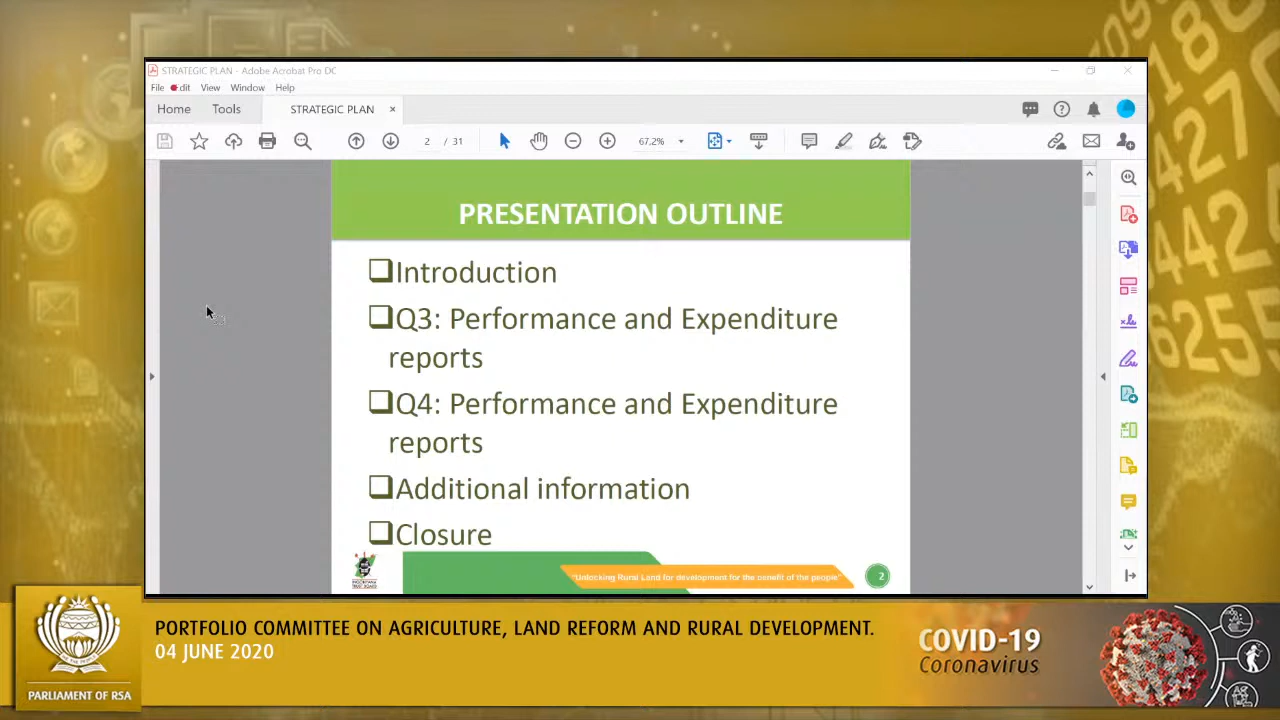 STRATEGIC PLAN - Adobe Acrobat Pro DC
File Edit View Window Help
Home Tools STRATEGIC PLAN ×
2 / 31 67,2%
PRESENTATION OUTLINE
Introduction
Q3: Performance and Expenditure
reports
Q4: Performance and Expenditure
reports
Additional information
Closure
"Unlocking Rural Land for development for the benefit of the people"
2
PORTFOLIO COMMITTEE ON AGRICULTURE, LAND REFORM AND RURAL DEVELOPMENT.
04 JUNE 2020
COVID-19
Coronavirus
PARLIAMENT OF RSA